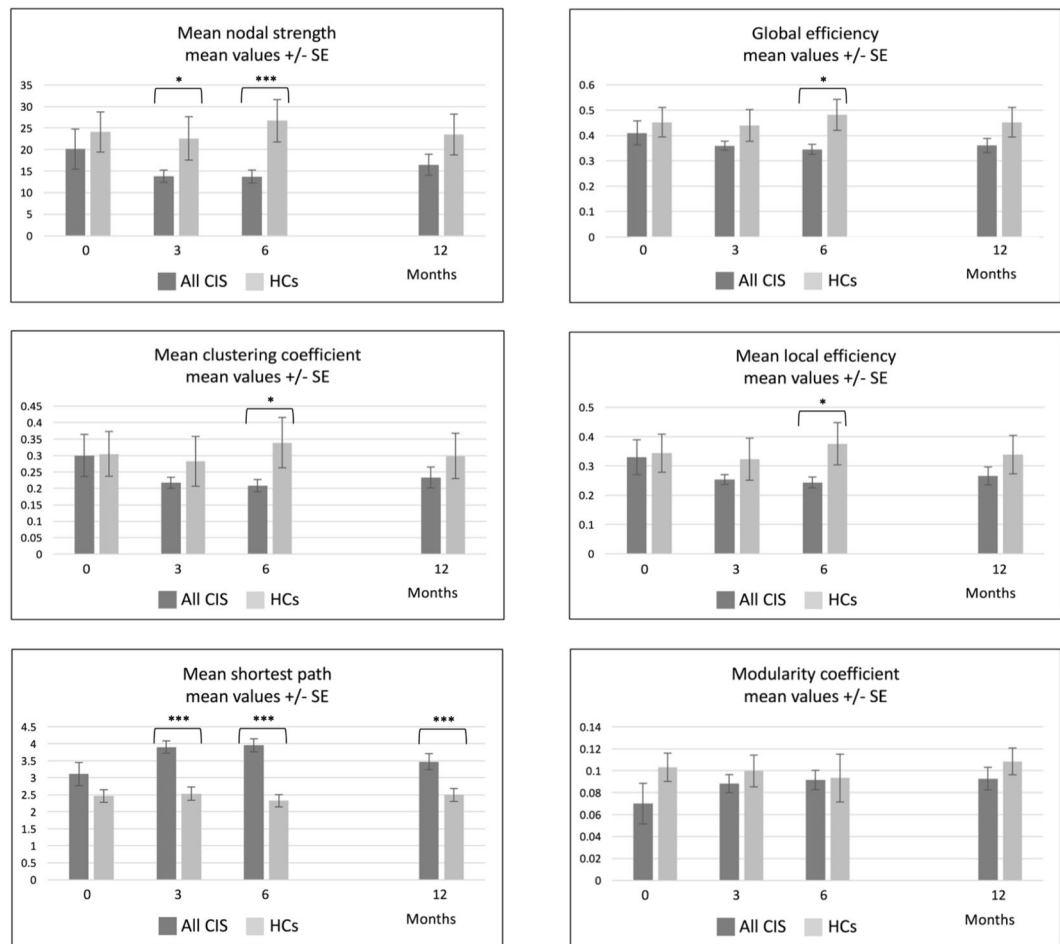 Mean nodal strength
mean values +/- SE
35
30
25
20
15
10
5
0
* ***
0 3 6 12
Months
All CIS HCs
Global efficiency
mean values +/- SE
0.6
0.5
0.4
0.3
0.2
0.1
0
*
0 3 6 12
Months
All CIS HCs
Mean clustering coefficient
mean values +/- SE
0.45
0.4
0.35
0.3
0.25
0.2
0.15
0.1
0.05
0
*
0 3 6 12
Months
All CIS HCs
Mean local efficiency
mean values +/- SE
0.5
0.4
0.3
0.2
0.1
0
*
0 3 6 12
Months
All CIS HCs
Mean shortest path
mean values +/- SE
4.5
4
3.5
3
2.5
2
1.5
1
0.5
0
*** *** ***
0 3 6 12
Months
All CIS HCs
Modularity coefficient
mean values +/- SE
0.14
0.12
0.1
0.08
0.06
0.04
0.02
0
0 3 6 12
Months
All CIS HCs